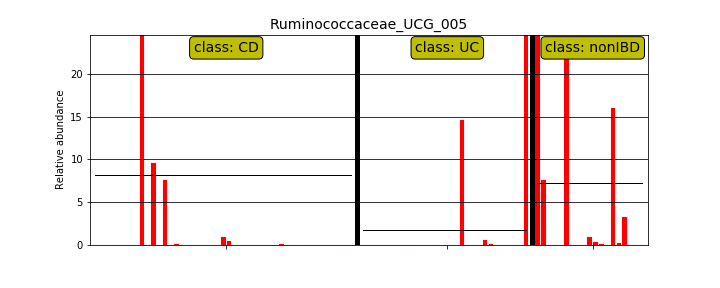 Ruminococcaceae_UCG_005
class: CD
class: UC
class: nonIBD
Relative abundance
20
15
10
5
0